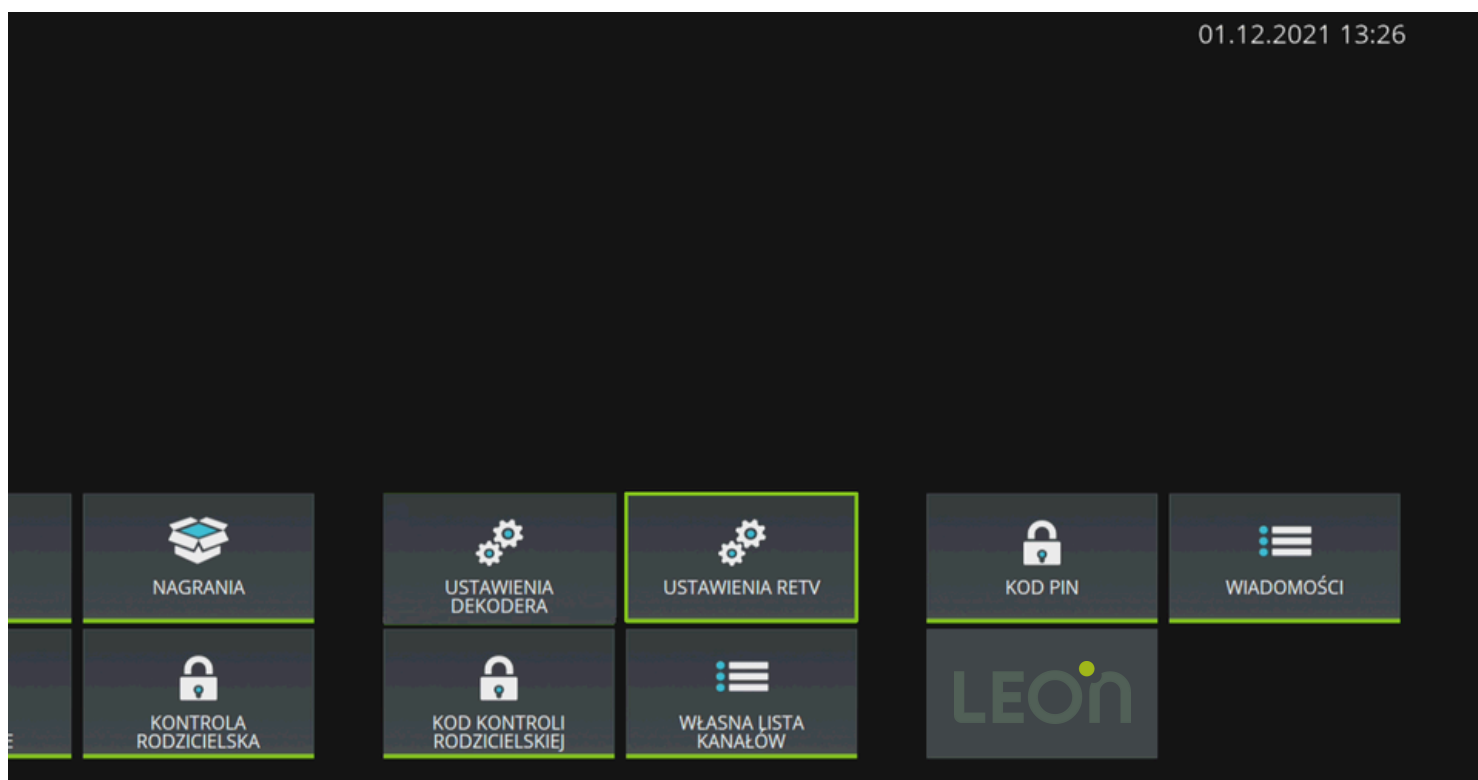 01.12.2021 13:26
NAGRANIA
USTAWIENIA
DEKODERA
USTAWIENIA RETV
KOD PIN
WIADOMOŚCI
E
KONTROLA
RODZICIELSKA
KOD KONTROLI
RODZICIELSKIEJ
WŁASNA LISTA
KANAŁÓW
LEON